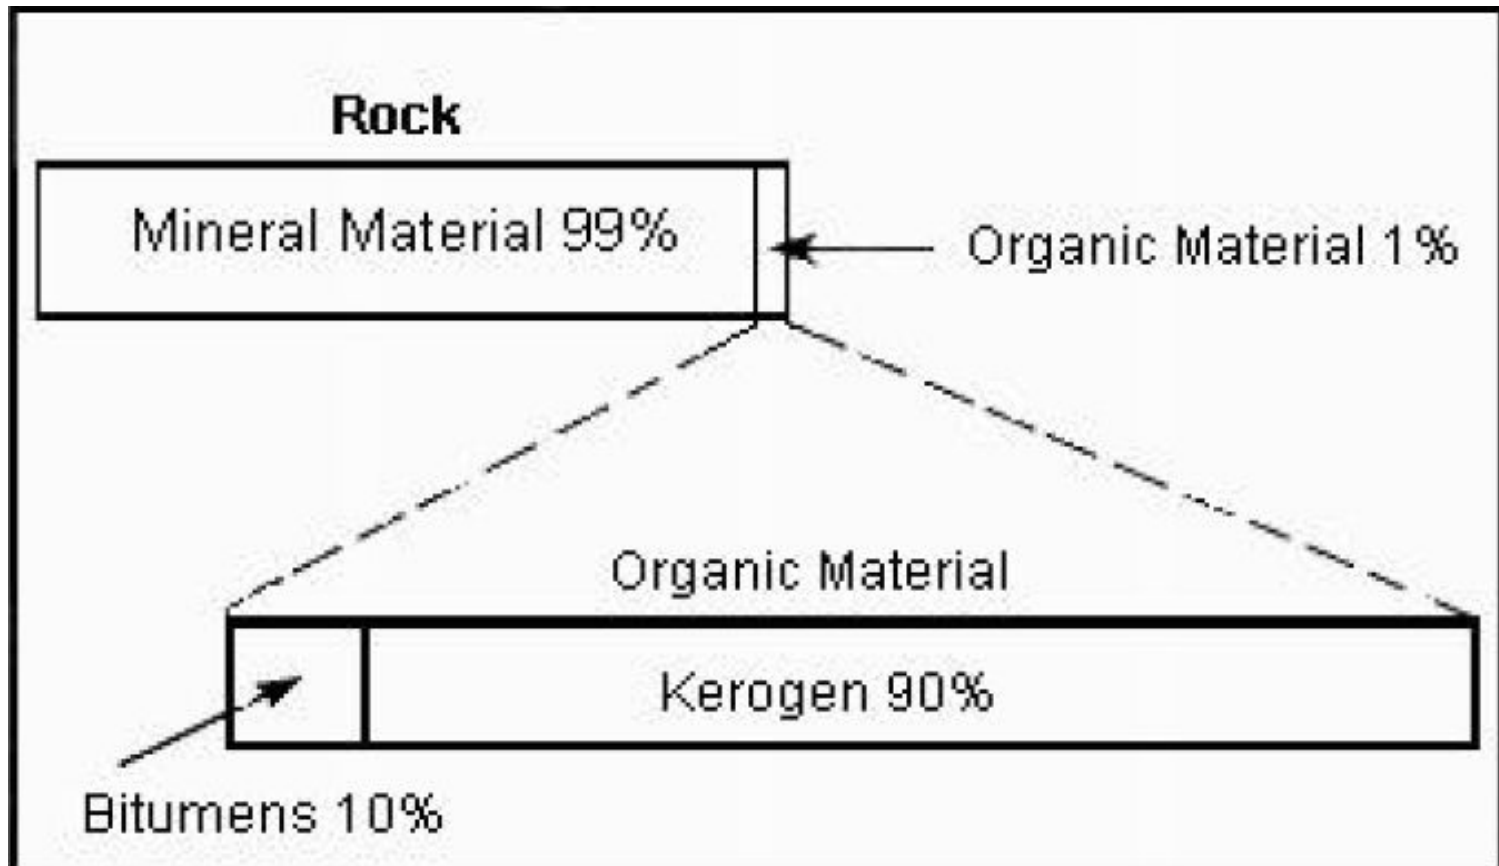 Rock
Mineral Material 99%
Organic Material 1%
Organic Material
Kerogen 90%
Bitumens 10%